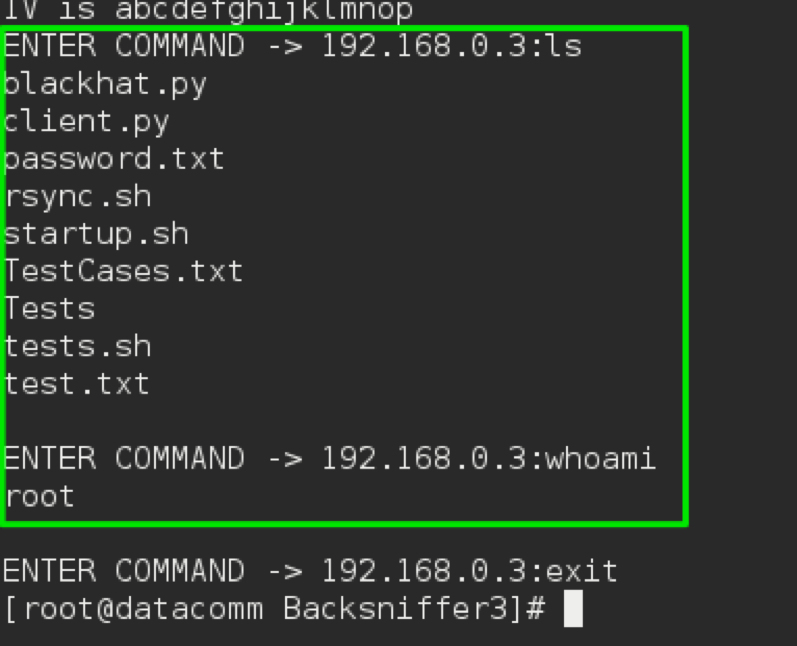 IV is abcdefghijklmnop
ENTER COMMAND -> 192.168.0.3:ls
blackhat.py
client.py
password.txt
rsync.sh
startup.sh
TestCases.txt
Tests
tests.sh
test.txt
ENTER COMMAND -> 192.168.0.3:whoami
root
ENTER COMMAND -> 192.168.0.3:exit
[root@datacomm Backsniffer3]#